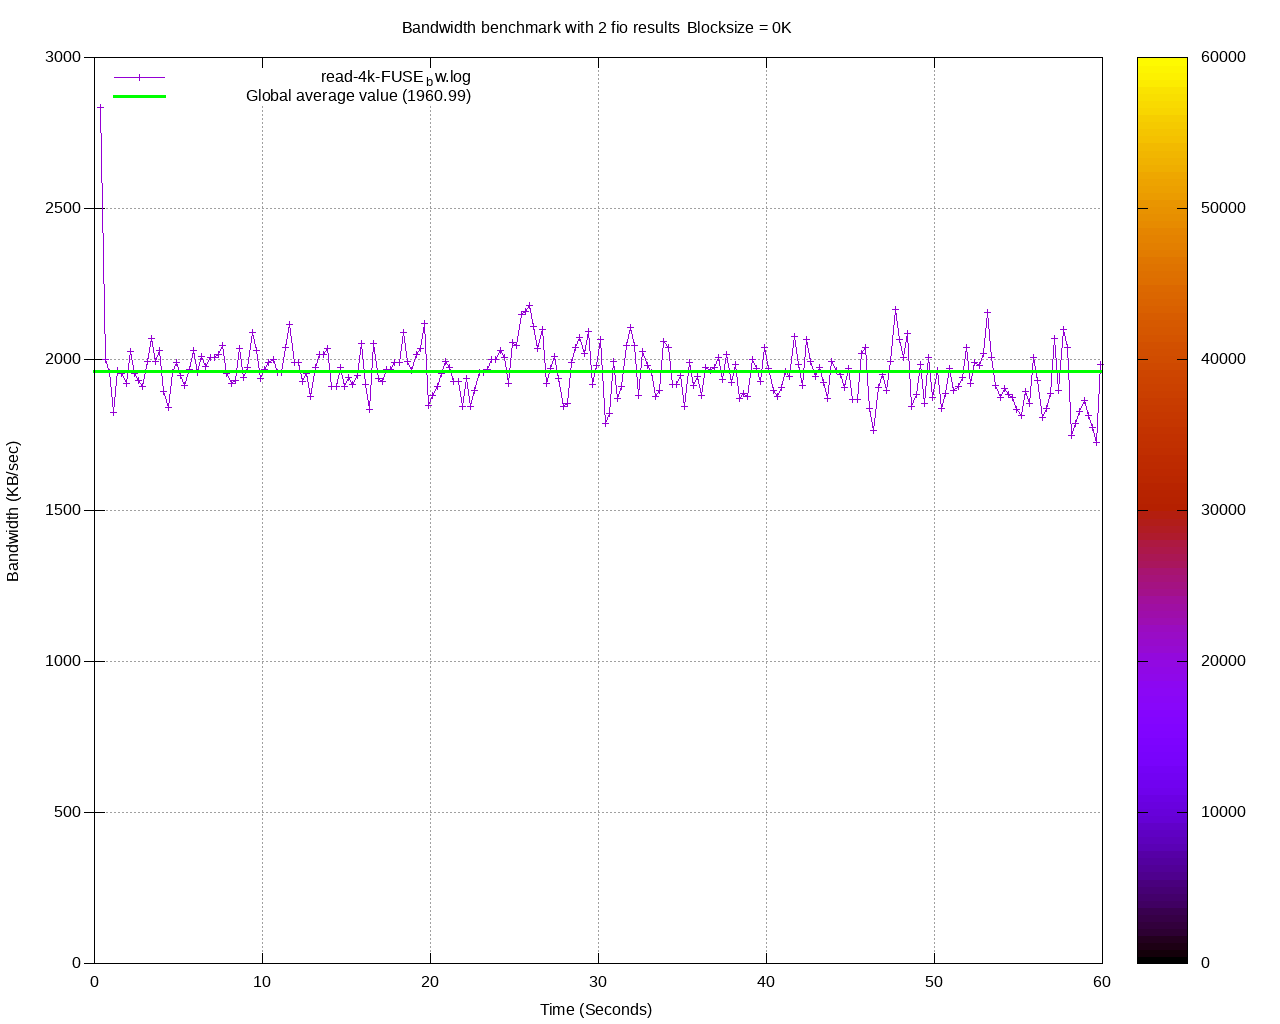 Bandwidth benchmark with 2 fio results Blocksize = 0K
read-4k-FUSE_bw.log
Global average value (1960.99)
3000
2500
2000
1500
1000
500
0
Bandwidth (KB/sec)
0 10 20 30 40 50 60
Time (Seconds)
60000
50000
40000
30000
20000
10000
0